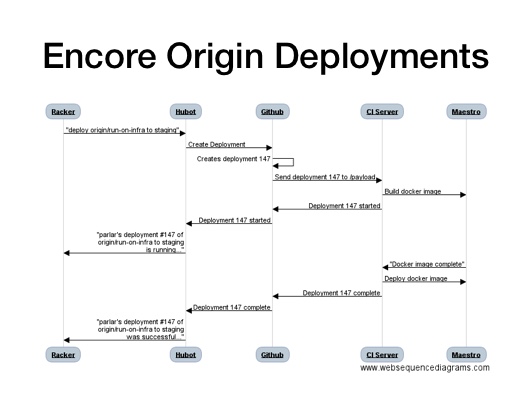 Encore Origin Deployments
Racker Hubot Github CI Server Maestro
"deploy origin/run-on-infra to staging"
Create Deployment
Creates deployment 147
Send deployment 147 to /payload
Build docker image
Deployment 147 started
Deployment 147 started
"parlar's deployment #147 of
origin/run-on-infra to staging
is running..."
"Docker image complete"
Deploy docker image
Deployment 147 complete
Deployment 147 complete
"parlar's deployment #147 of
origin/run-on-infra to staging
was successful..."
Racker Hubot Github CI Server Maestro
www.websequencediagrams.com